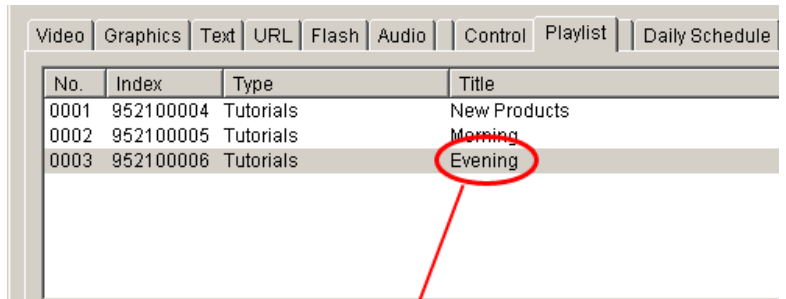 Video Graphics Text URL Flash Audio Control Playlist Daily Schedule
No. Index Type Title
0001 952100004 Tutorials New Products
0002 952100005 Tutorials Morning
0003 952100006 Tutorials Evening